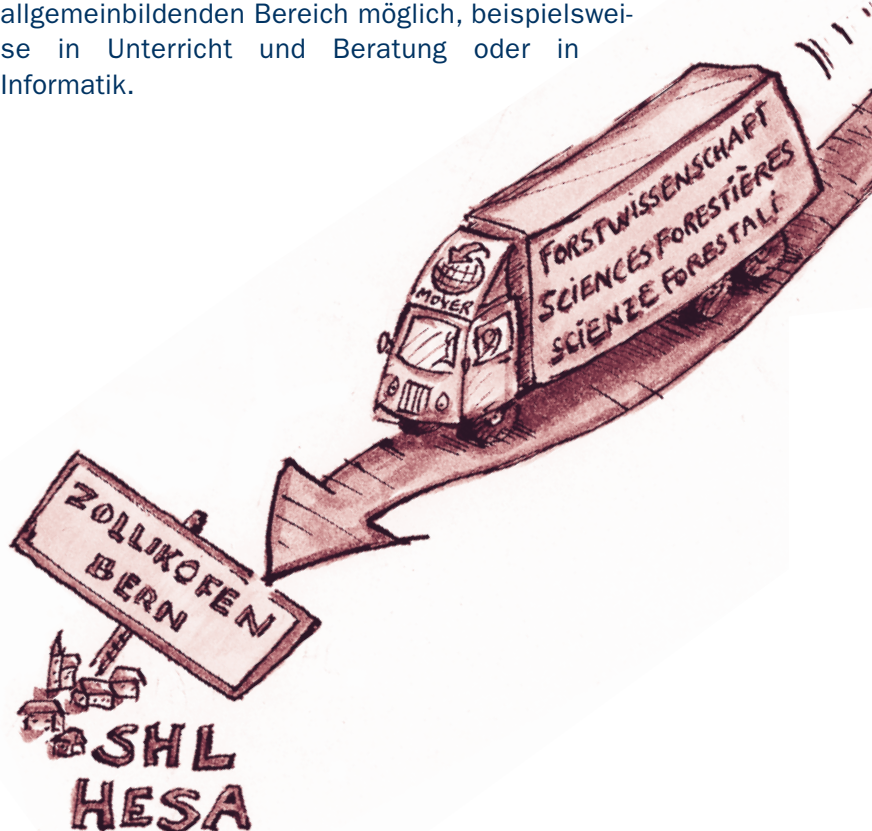 allgemeinbildenden Bereich möglich, beispielswei-
se in Unterricht und Beratung oder in
Informatik.
FORSTWISSENSCHAFT
SCIENCES FORESTIÈRES
SCIENZE FORESTALI
MOVER
ZOLLIKOFEN
BERN
SHL
HESA